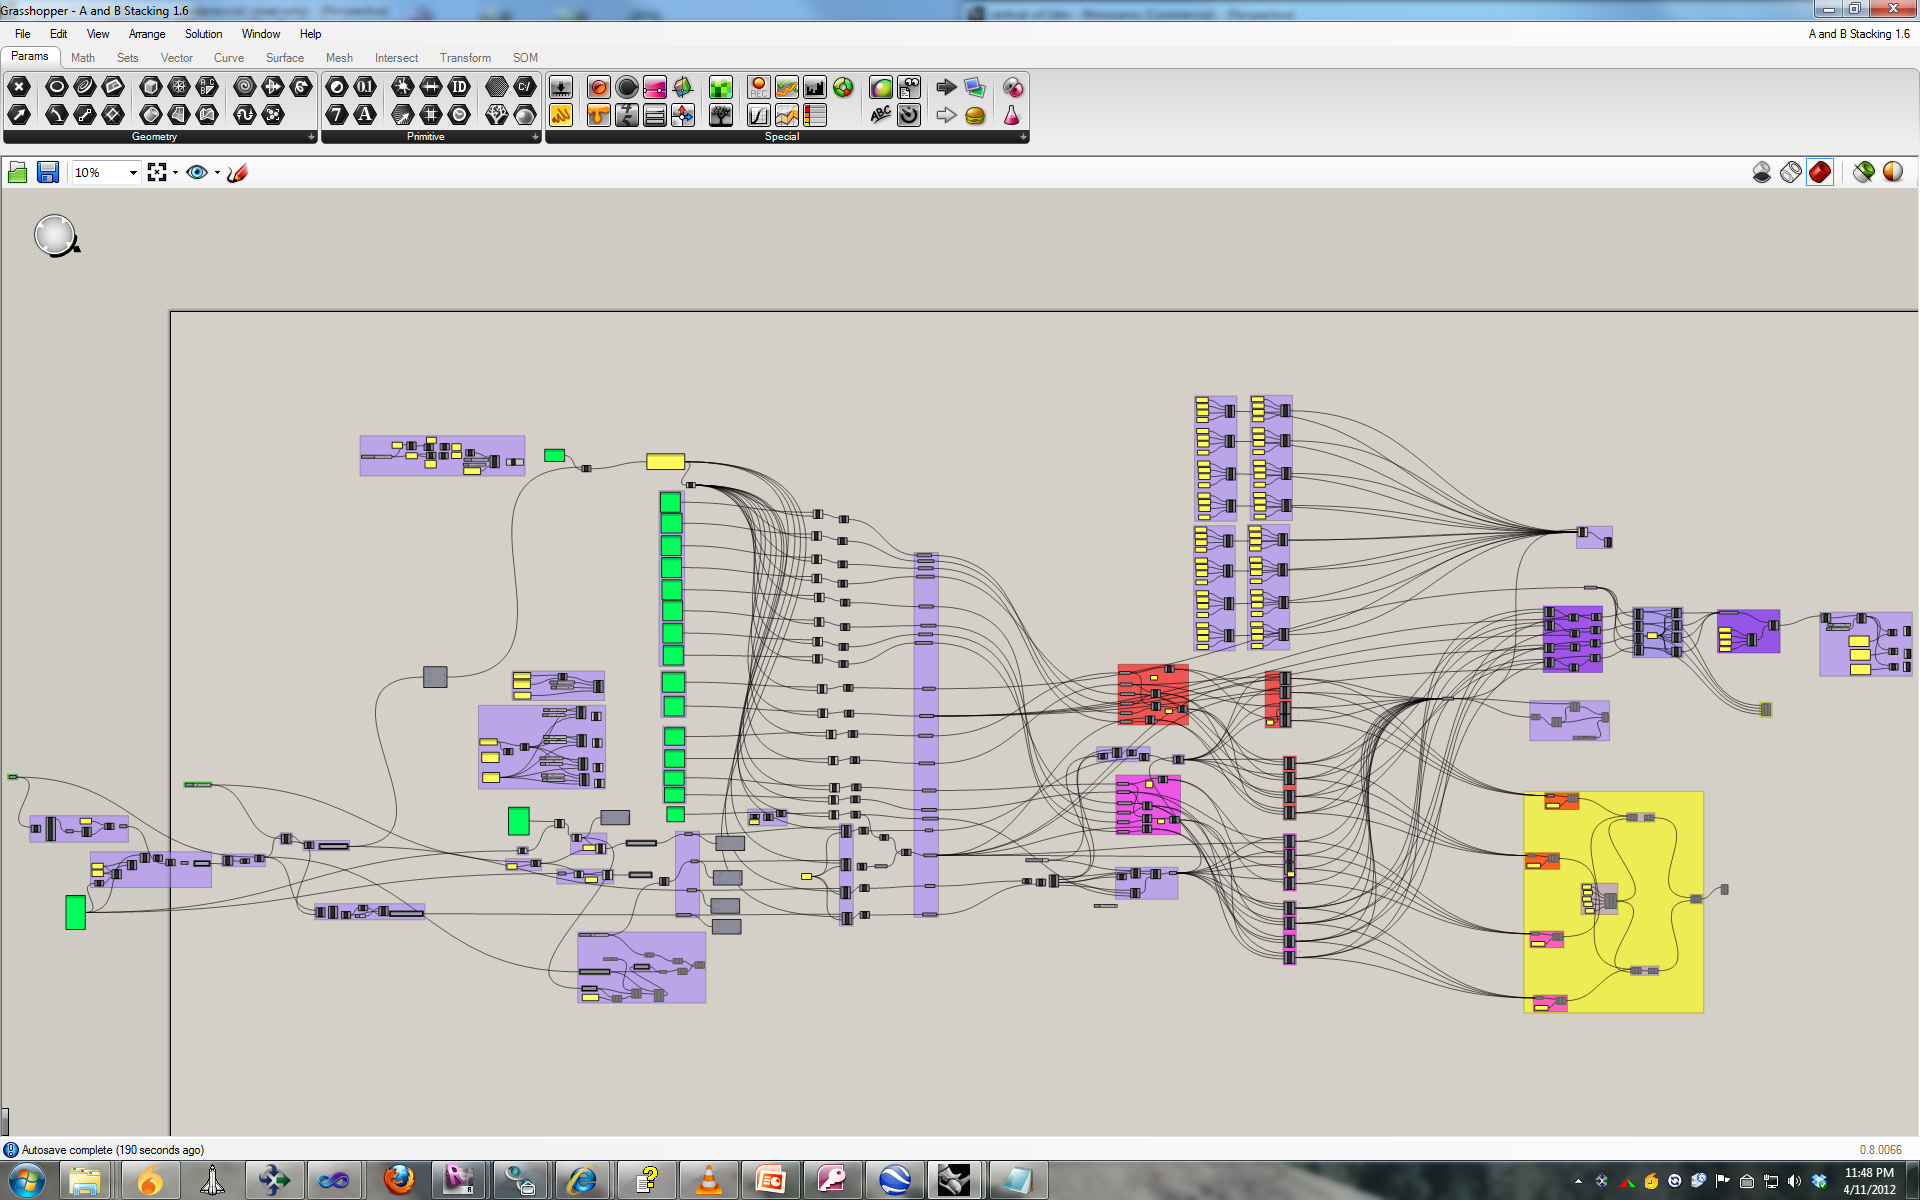 Grasshopper - A and B Stacking 1.6
File Edit View Arrange Solution Window Help
A and B Stacking 1.6
Params Math Sets Vector Curve Surface Mesh Intersect Transform SOM
Geometry
Primitive
Special
10%
Autosave complete (190 seconds ago)
0.8.0066
11:48 PM
4/11/2012